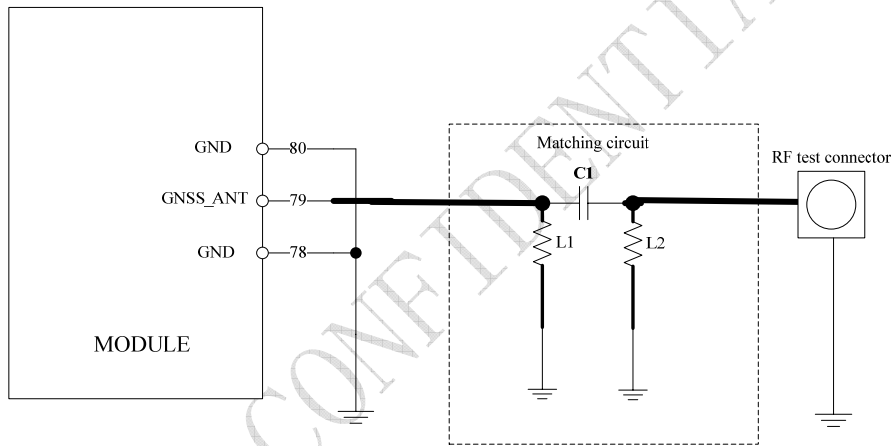 CONFIDENTIAL
Matching circuit
RF test connector
C1
GND 80
GNSS_ANT 79
GND 78
L1
L2
MODULE